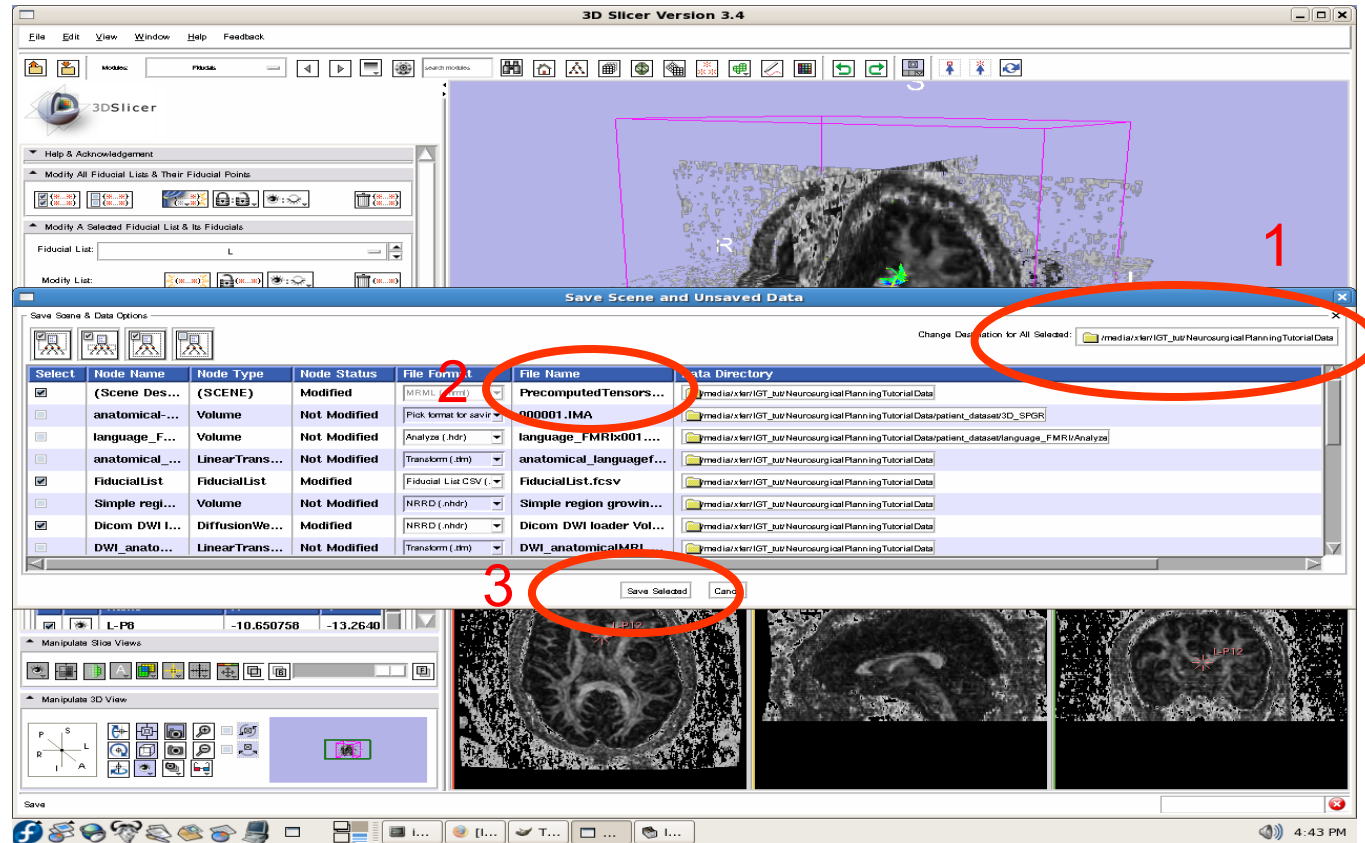 3D Slicer Version 3.4
File Edit View Window Help Feedback
Modules: Fiducials search modules
3DSlicer
Help & Acknowledgement
Modify All Fiducial Lists & Their Fiducial Points
Modify A Selected Fiducial List & Its Fiducials
Fiducial List: L
Modify List:
S
R
L
1
Save Scene and Unsaved Data
Save Scene & Data Options
Change Destination for All Selected: /media/xfer/IGT_tut/NeurosurgicalPlanningTutorialData
2
Select Node Name Node Type Node Status File Format File Name Data Directory
(Scene Des... (SCENE) Modified MRML (.mrml) PrecomputedTensors... /media/xfer/IGT_tut/NeurosurgicalPlanningTutorialData
anatomical-... Volume Not Modified Pick format for savin 000001.IMA /media/xfer/IGT_tut/NeurosurgicalPlanningTutorialData/patient_dataset/3D_SPGR
language_F... Volume Not Modified Analyze (.hdr) language_FMRIx001.... /media/xfer/IGT_tut/NeurosurgicalPlanningTutorialData/patient_dataset/language_FMRI/Analyze
anatomical_... LinearTrans... Not Modified Transform (.tfm) anatomical_languagef... /media/xfer/IGT_tut/NeurosurgicalPlanningTutorialData
FiducialList FiducialList Modified Fiducial List CSV (. FiducialList.fcsv /media/xfer/IGT_tut/NeurosurgicalPlanningTutorialData
Simple regi... Volume Not Modified NRRD (.nhdr) Simple region growin... /media/xfer/IGT_tut/NeurosurgicalPlanningTutorialData
Dicom DWI l... DiffusionWe... Modified NRRD (.nhdr) Dicom DWI loader Vol... /media/xfer/IGT_tut/NeurosurgicalPlanningTutorialData
DWI_anato... LinearTrans... Not Modified Transform (.tfm) DWI_anatomicalMRI... /media/xfer/IGT_tut/NeurosurgicalPlanningTutorialData
3
Save Selected Cancel
L-P8 -10.650758 -13.2640
Manipulate Slice Views
Manipulate 3D View
P S
R L
I A
L-P12
L-P12
Save
i... [I... T... ... I... 4:43 PM